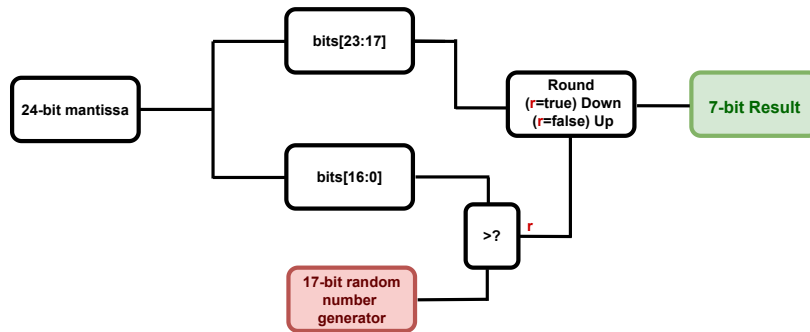 24-bit mantissa
bits[23:17]
bits[16:0]
17-bit random
number
generator
>?
r
Round
(r=true) Down
(r=false) Up
7-bit Result